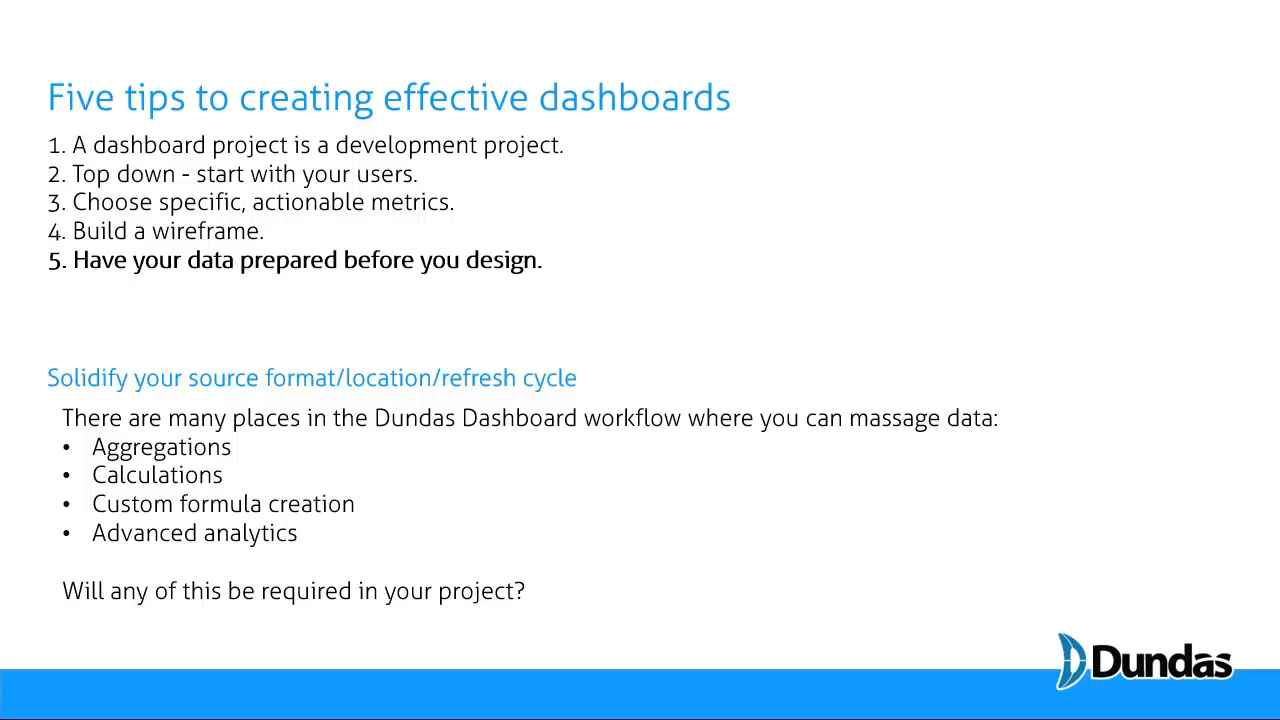 Five tips to creating effective dashboards
1. A dashboard project is a development project.
2. Top down - start with your users.
3. Choose specific, actionable metrics.
4. Build a wireframe.
5. Have your data prepared before you design.
Solidify your source format/location/refresh cycle
There are many places in the Dundas Dashboard workflow where you can massage data:
• Aggregations
• Calculations
• Custom formula creation
• Advanced analytics
Will any of this be required in your project?
Dundas